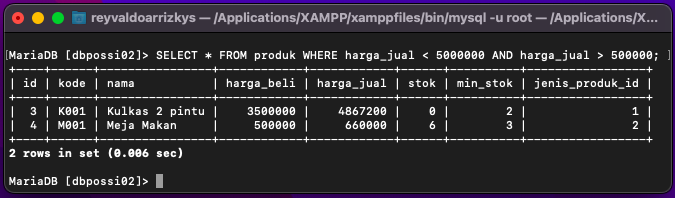 reyvaldoarrizkys — /Applications/XAMPP/xamppfiles/bin/mysql -u root — /Applications/X...
[MariaDB [dbpossi02]> SELECT * FROM produk WHERE harga_jual < 5000000 AND harga_jual > 500000; ]
+----+------+----------------+------------+------------+------+----------+-----------------+
| id | kode | nama           | harga_beli | harga_jual | stok | min_stok | jenis_produk_id |
+----+------+----------------+------------+------------+------+----------+-----------------+
|  3 | K001 | Kulkas 2 pintu |    3500000 |    4867200 |    0 |        2 |               1 |
|  4 | M001 | Meja Makan     |     500000 |     660000 |    6 |        3 |               2 |
+----+------+----------------+------------+------------+------+----------+-----------------+
2 rows in set (0.006 sec)
MariaDB [dbpossi02]>